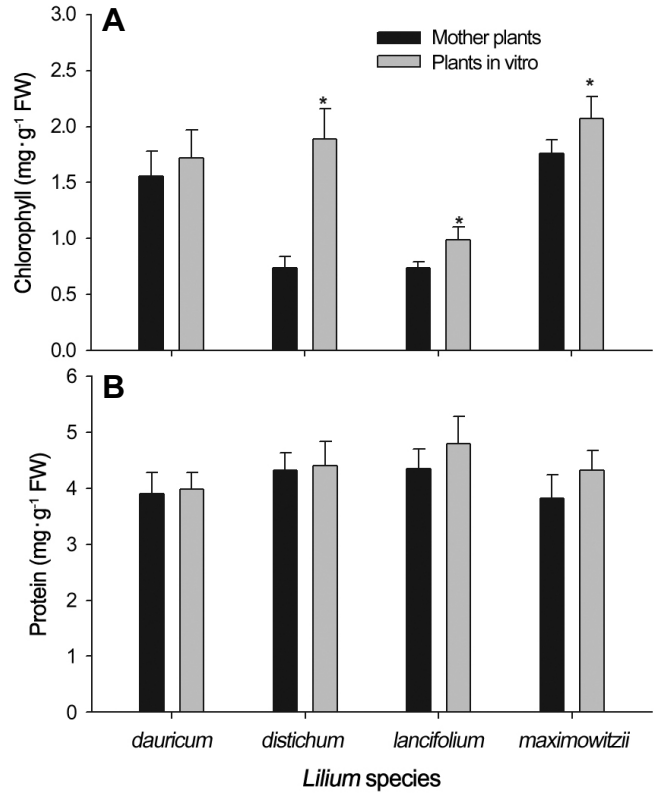 A
Mother plants
Plants in vitro
Chlorophyll (mg·g⁻¹ FW)
3.0
2.5
2.0
1.5
1.0
0.5
0.0
*
*
*
B
Protein (mg·g⁻¹ FW)
6
5
4
3
2
1
0
dauricum distichum lancifolium maximowitzii
Lilium species